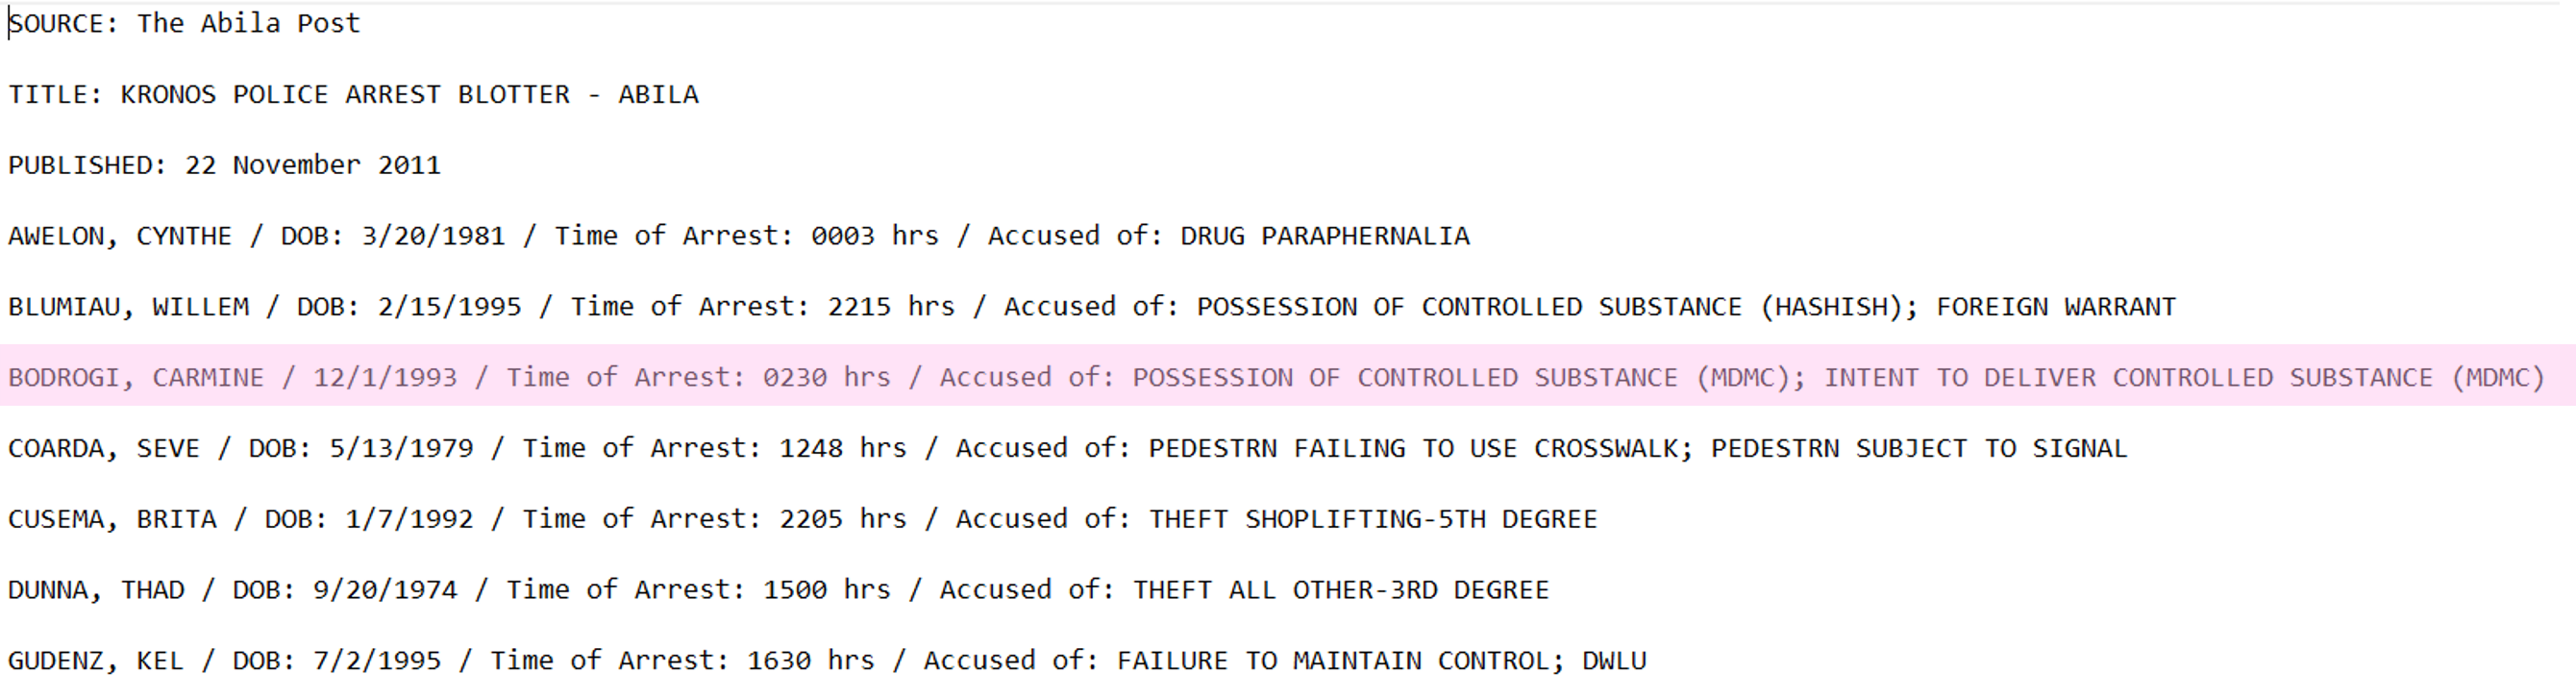 SOURCE: The Abila Post
TITLE: KRONOS POLICE ARREST BLOTTER - ABILA
PUBLISHED: 22 November 2011
AWELON, CYNTHE / DOB: 3/20/1981 / Time of Arrest: 0003 hrs / Accused of: DRUG PARAPHERNALIA
BLUMIAU, WILLEM / DOB: 2/15/1995 / Time of Arrest: 2215 hrs / Accused of: POSSESSION OF CONTROLLED SUBSTANCE (HASHISH); FOREIGN WARRANT
BODROGI, CARMINE / 12/1/1993 / Time of Arrest: 0230 hrs / Accused of: POSSESSION OF CONTROLLED SUBSTANCE (MDMC); INTENT TO DELIVER CONTROLLED SUBSTANCE (MDMC)
COARDA, SEVE / DOB: 5/13/1979 / Time of Arrest: 1248 hrs / Accused of: PEDESTRN FAILING TO USE CROSSWALK; PEDESTRN SUBJECT TO SIGNAL
CUSEMA, BRITA / DOB: 1/7/1992 / Time of Arrest: 2205 hrs / Accused of: THEFT SHOPLIFTING-5TH DEGREE
DUNNA, THAD / DOB: 9/20/1974 / Time of Arrest: 1500 hrs / Accused of: THEFT ALL OTHER-3RD DEGREE
GUDENZ, KEL / DOB: 7/2/1995 / Time of Arrest: 1630 hrs / Accused of: FAILURE TO MAINTAIN CONTROL; DWLU